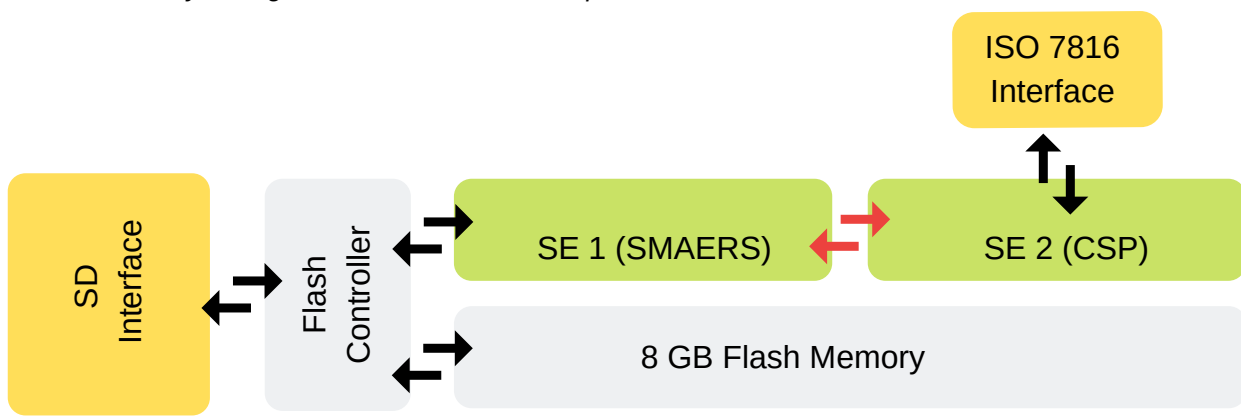 ISO 7816
Interface
SD
Interface
Flash
Controller
SE 1 (SMAERS)
SE 2 (CSP)
8 GB Flash Memory